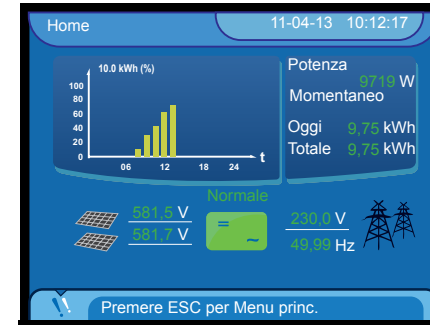 Home 11-04-13 10:12:17
10.0 kWh (%)
100
80
60
40
20
0
06 12 18 24 t
Potenza
9719 W
Momentaneo
Oggi 9,75 kWh
Totale 9,75 kWh
Normale
581,5 V
581,7 V
230,0 V
49,99 Hz
Premere ESC per Menu princ.